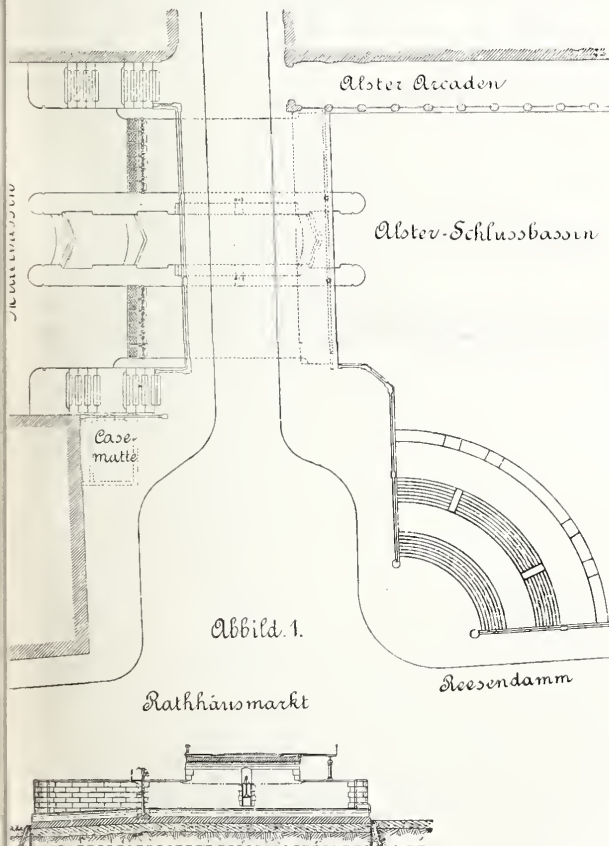 Alster Arcaden
Alster-Schlussbassin
Case-
matte
Abbild. 1.
Reesendamm
Rathhausmarkt